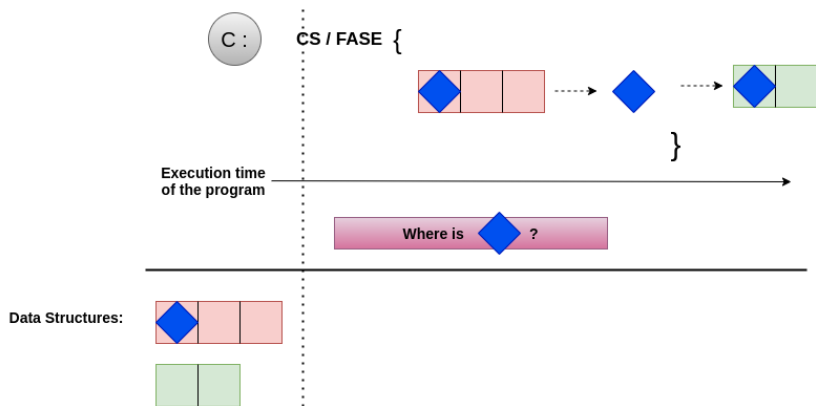 C :
CS / FASE {
}
Execution time
of the program
Where is ?
Data Structures: